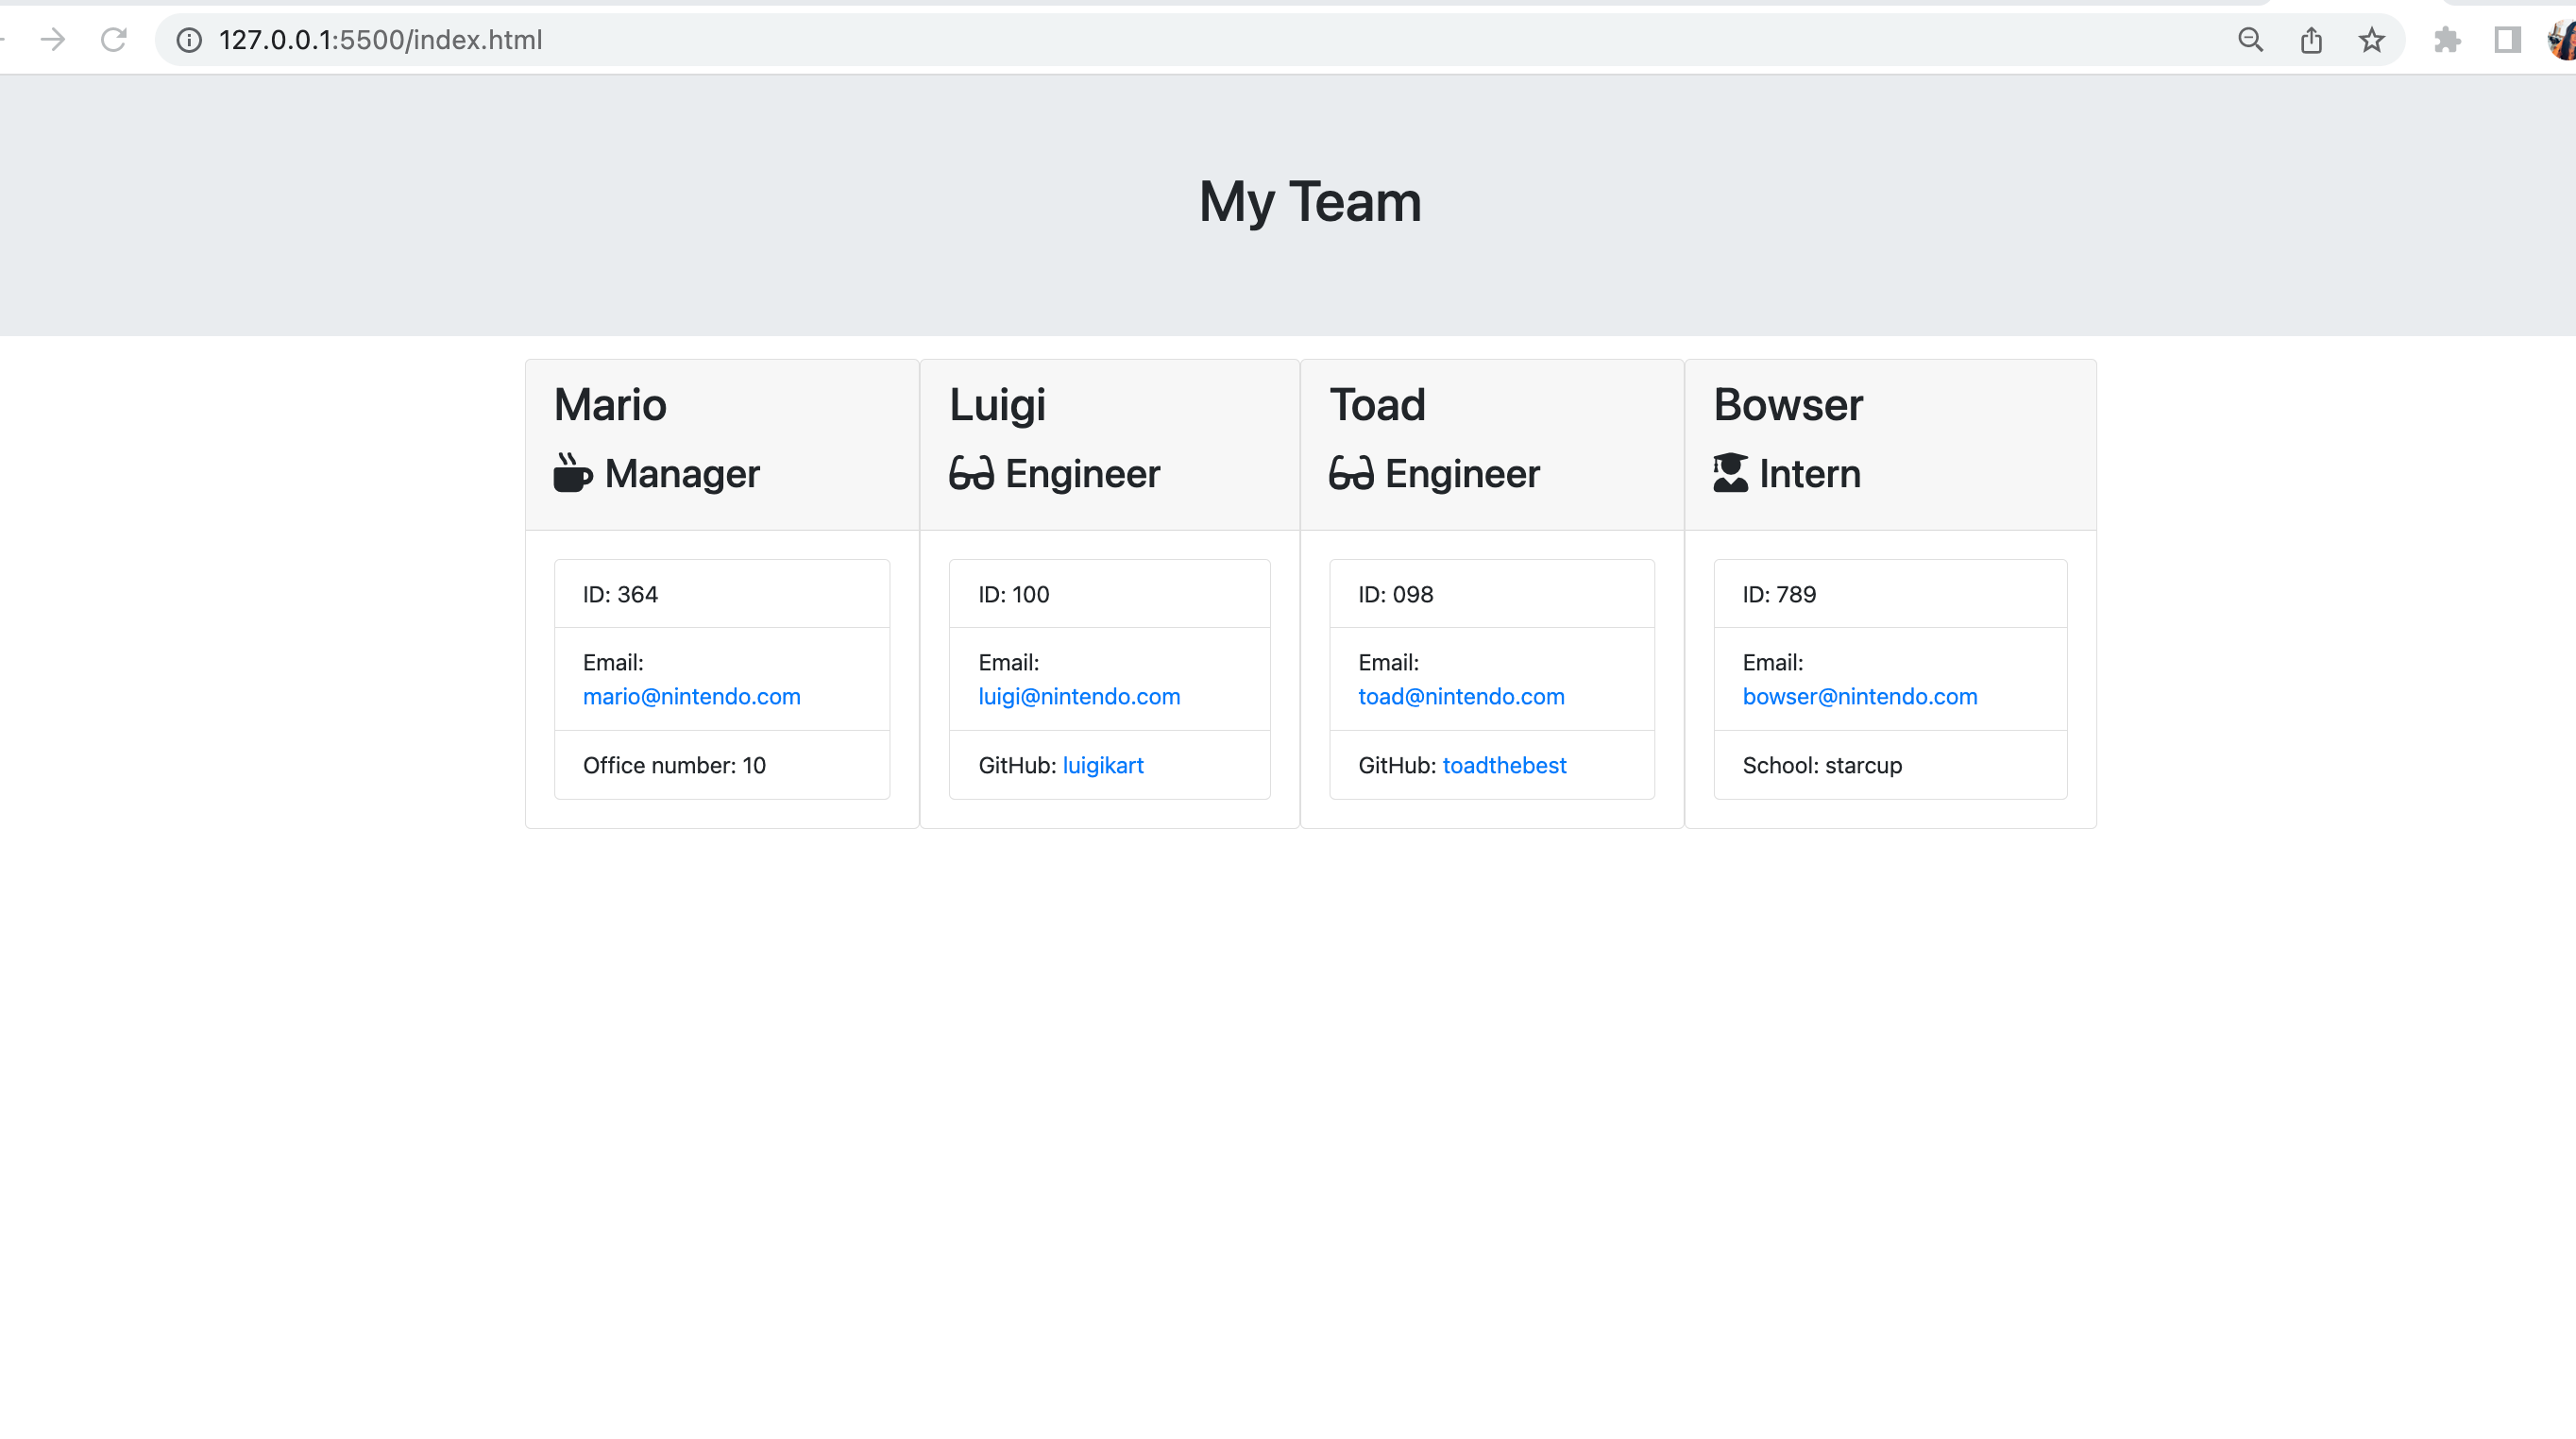 127.0.0.1:5500/index.html
My Team
Mario
Manager
ID: 364
Email:
mario@nintendo.com
Office number: 10
Luigi
Engineer
ID: 100
Email:
luigi@nintendo.com
GitHub: luigikart
Toad
Engineer
ID: 098
Email:
toad@nintendo.com
GitHub: toadthebest
Bowser
Intern
ID: 789
Email:
bowser@nintendo.com
School: starcup